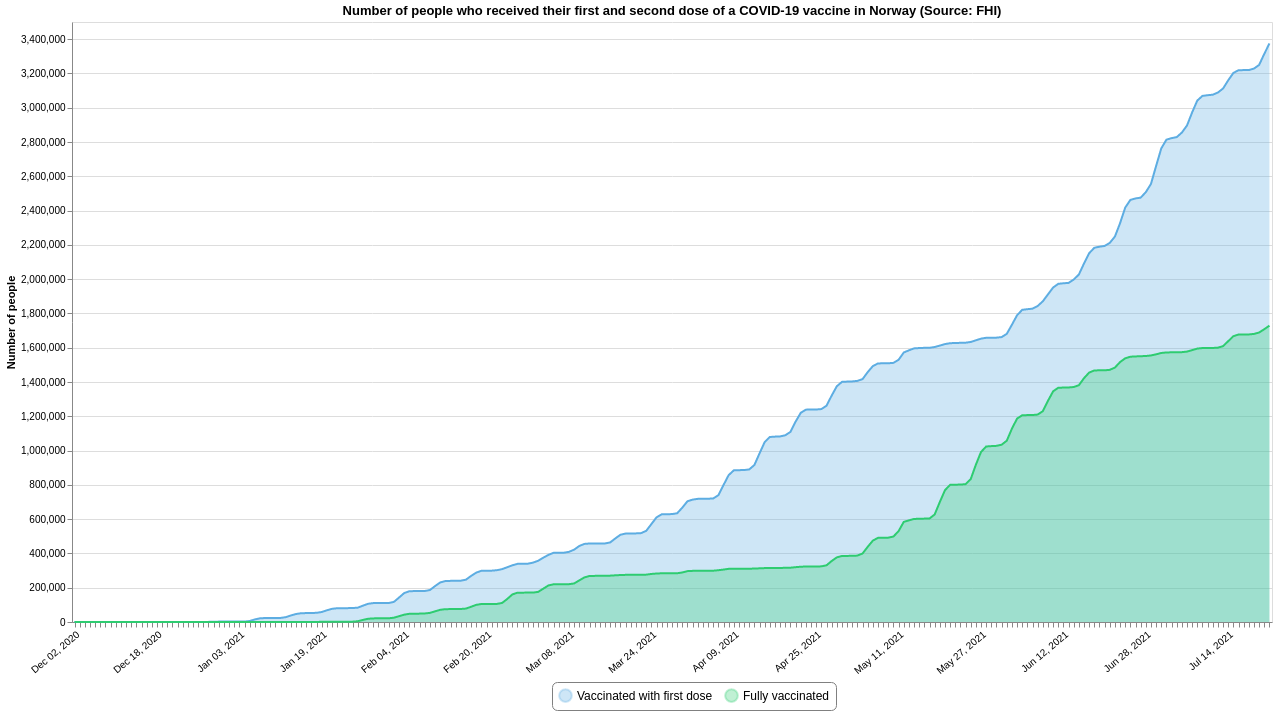 Number of people who received their first and second dose of a COVID-19 vaccine in Norway (Source: FHI)
Number of people
3,400,000
3,200,000
3,000,000
2,800,000
2,600,000
2,400,000
2,200,000
2,000,000
1,800,000
1,600,000
1,400,000
1,200,000
1,000,000
800,000
600,000
400,000
200,000
0
Dec 02, 2020
Dec 18, 2020
Jan 03, 2021
Jan 19, 2021
Feb 04, 2021
Feb 20, 2021
Mar 08, 2021
Mar 24, 2021
Apr 09, 2021
Apr 25, 2021
May 11, 2021
May 27, 2021
Jun 12, 2021
Jun 28, 2021
Jul 14, 2021
Vaccinated with first dose
Fully vaccinated